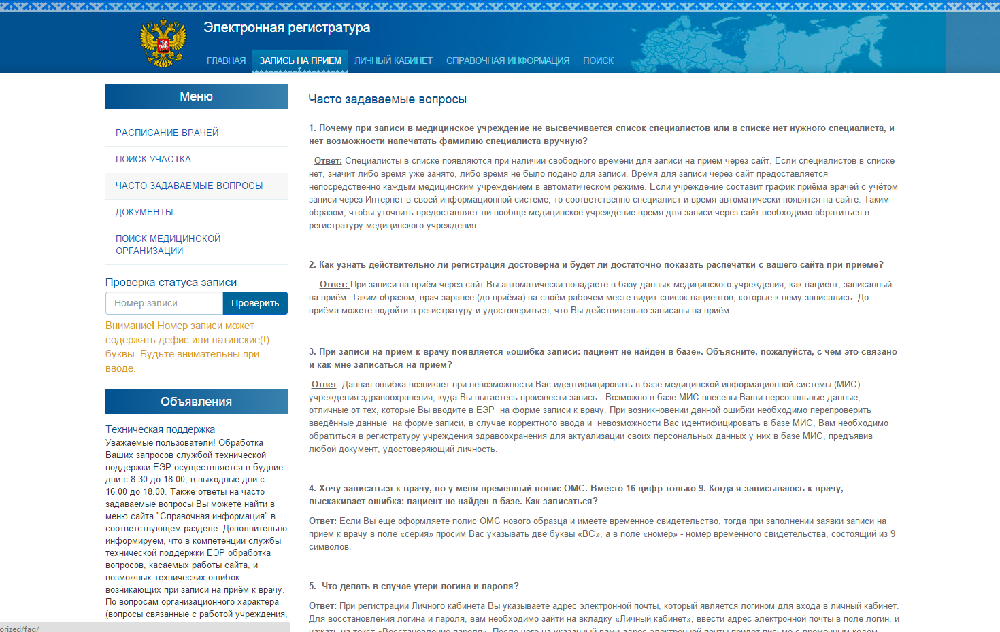 Электронная регистратура
ГЛАВНАЯ ЗАПИСЬ НА ПРИЕМ ЛИЧНЫЙ КАБИНЕТ СПРАВОЧНАЯ ИНФОРМАЦИЯ ПОИСК
Меню
РАСПИСАНИЕ ВРАЧЕЙ
ПОИСК УЧАСТКА
ЧАСТО ЗАДАВАЕМЫЕ ВОПРОСЫ
ДОКУМЕНТЫ
ПОИСК МЕДИЦИНСКОЙ
ОРГАНИЗАЦИИ
Проверка статуса записи
Номер записи Проверить
Внимание! Номер записи может
содержать дефис или латинские(!)
буквы. Будьте внимательны при
вводе.
Объявления
Техническая поддержка
Уважаемые пользователи! Обработка
Ваших запросов службой технической
поддержки ЕЭР осуществляется в будние
дни с 8.30 до 18.00, в выходные дни с
16.00 до 18.00. Также ответы на часто
задаваемые вопросы Вы можете найти в
меню сайта "Справочная информация" в
соответствующем разделе. Дополнительно
информируем, что в компетенции службы
технической поддержки ЕЭР обработка
вопросов, касаемых работы сайта, и
возможных технических ошибок
возникающих при записи на приём к врачу.
По вопросам организационного характера
(вопросы связанные с работой учреждения,
orized/faq/
Часто задаваемые вопросы
1. Почему при записи в медицинское учреждение не высвечивается список специалистов или в списке нет нужного специалиста, и
нет возможности напечатать фамилию специалиста вручную?
Ответ: Специалисты в списке появляются при наличии свободного времени для записи на приём через сайт. Если специалистов в списке
нет, значит либо время уже занято, либо время не было подано для записи. Время для записи через сайт предоставляется
непосредственно каждым медицинским учреждением в автоматическом режиме. Если учреждение составит график приёма врачей с учётом
записи через Интернет в своей информационной системе, то соответственно специалист и время автоматически появятся на сайте. Таким
образом, чтобы уточнить предоставляет ли вообще медицинское учреждение время для записи через сайт необходимо обратиться в
регистратуру медицинского учреждения.
2. Как узнать действительно ли регистрация достоверна и будет ли достаточно показать распечатки с вашего сайта при приеме?
Ответ: При записи на приём через сайт Вы автоматически попадаете в базу данных медицинского учреждения, как пациент, записанный
на приём. Таким образом, врач заранее (до приёма) на своём рабочем месте видит список пациентов, которые к нему записались. До
приёма можете подойти в регистратуру и удостовериться, что Вы действительно записаны на приём.
3. При записи на прием к врачу появляется «ошибка записи: пациент не найден в базе». Объясните, пожалуйста, с чем это связано
и как мне записаться на прием?
Ответ: Данная ошибка возникает при невозможности Вас идентифицировать в базе медицинской информационной системы (МИС)
учреждения здравоохранения, куда Вы пытаетесь произвести запись. Возможно в базе МИС внесены Ваши персональные данные,
отличные от тех, которые Вы вводите в ЕЭР на форме записи к врачу. При возникновении данной ошибки необходимо перепроверить
введённые данные на форме записи, в случае корректного ввода и невозможности Вас идентифицировать в базе МИС, Вам необходимо
обратиться в регистратуру учреждения здравоохранения для актуализации своих персональных данных у них в базе МИС, предъявив
любой документ, удостоверяющий личность.
4. Хочу записаться к врачу, но у меня временный полис ОМС. Вместо 16 цифр только 9. Когда я записываюсь к врачу,
выскакивает ошибка: пациент не найден в базе. Как записаться?
Ответ: Если Вы еще оформляете полис ОМС нового образца и имеете временное свидетельство, тогда при заполнении заявки записи на
приём к врачу в поле «серия» просим Вас указывать две буквы «ВС», а в поле «номер» - номер временного свидетельства, состоящий из 9
символов.
5. Что делать в случае утери логина и пароля?
Ответ: При регистрации Личного кабинета Вы указываете адрес электронной почты, который является логином для входа в личный кабинет.
Для восстановления логина и пароля, вам необходимо зайти на вкладку «Личный кабинет», ввести адрес электронной почты в поле логин, и
нажать на текст «Восстановление пароля». После чего на указанный вами адрес электронной почты придет письмо с временным кодом